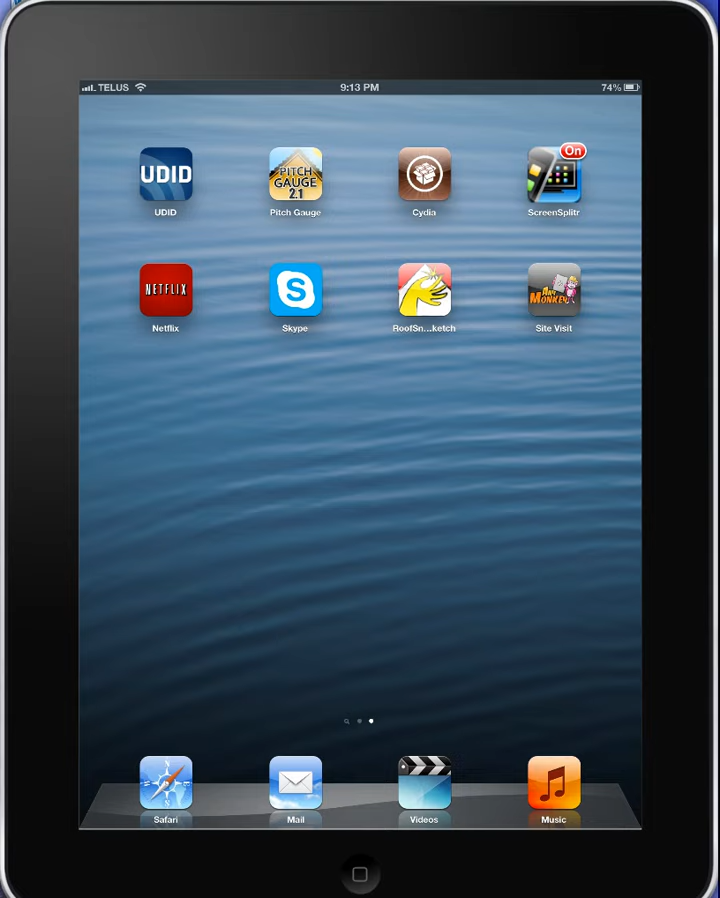 TELUS 9:13 PM 74%
UDID
PITCH
GAUGE
2.1
On
UDID Pitch Gauge Cydia ScreenSplitr
NETFLIX
S
MONKEY
Netflix Skype RoofSn...ketch Site Visit
Safari Mail Videos Music